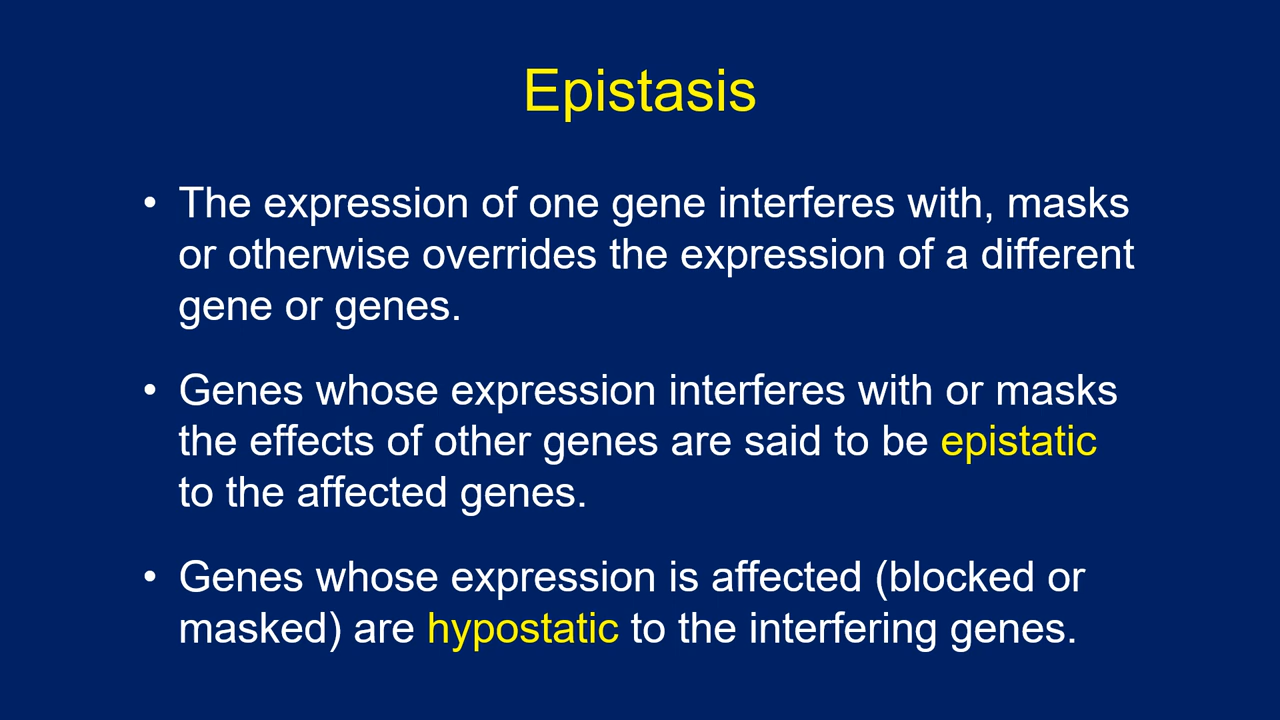 Epistasis
• The expression of one gene interferes with, masks
or otherwise overrides the expression of a different
gene or genes.
• Genes whose expression interferes with or masks
the effects of other genes are said to be epistatic
to the affected genes.
• Genes whose expression is affected (blocked or
masked) are hypostatic to the interfering genes.